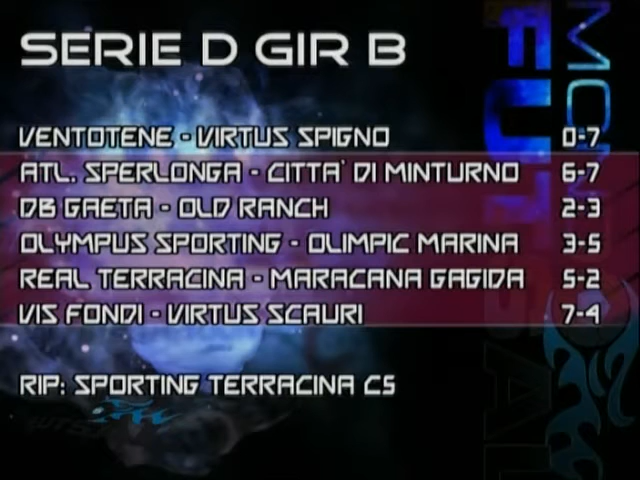 SERIE D GIR B
VENTOTENE - VIRTUS SPIGNO 0-7
ATL. SPERLONGA - CITTA' DI MINTURNO 6-7
DB GAETA - OLD RANCH 2-3
OLYMPUS SPORTING - OLIMPIC MARINA 3-5
REAL TERRACINA - MARACANA GAGIDA 5-2
VIS FONDI - VIRTUS SCAURI 7-4
RIP: SPORTING TERRACINA C5
FUTSAL